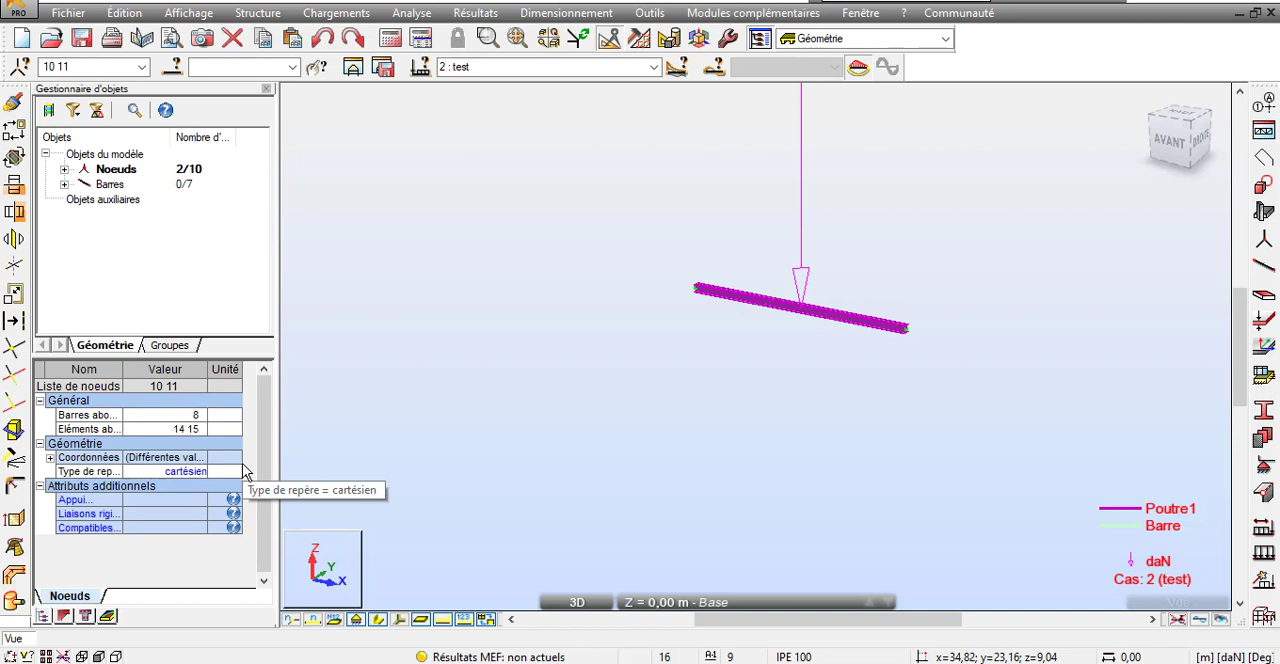 PRO
Fichier Édition Affichage Structure Chargements Analyse Résultats Dimensionnement Outils Modules complémentaires Fenêtre ? Communauté
Géométrie
10 11
2 : test
Gestionnaire d'objets
Objets Nombre d'...
Objets du modèle
Noeuds 2/10
Barres 0/7
Objets auxiliaires
AVANT
Géométrie Groupes
Nom Valeur Unité
Liste de noeuds 10 11
Général
Barres abo... 8
Eléments ab... 14 15
Géométrie
Coordonnées (Différentes val...
Type de rep... cartésien
Type de repère = cartésien
Attributs additionnels
Appui...
Liaisons rigi...
Compatibles...
Poutre1
Barre
daN
Cas: 2 (test)
Z
Y
X
Noeuds
3D Z = 0,00 m - Base
Vue
Vue
Résultats MEF: non actuels 16 9 IPE 100 x=34,82; y=23,16; z=9,04 0,00 [m] [daN] [Deg